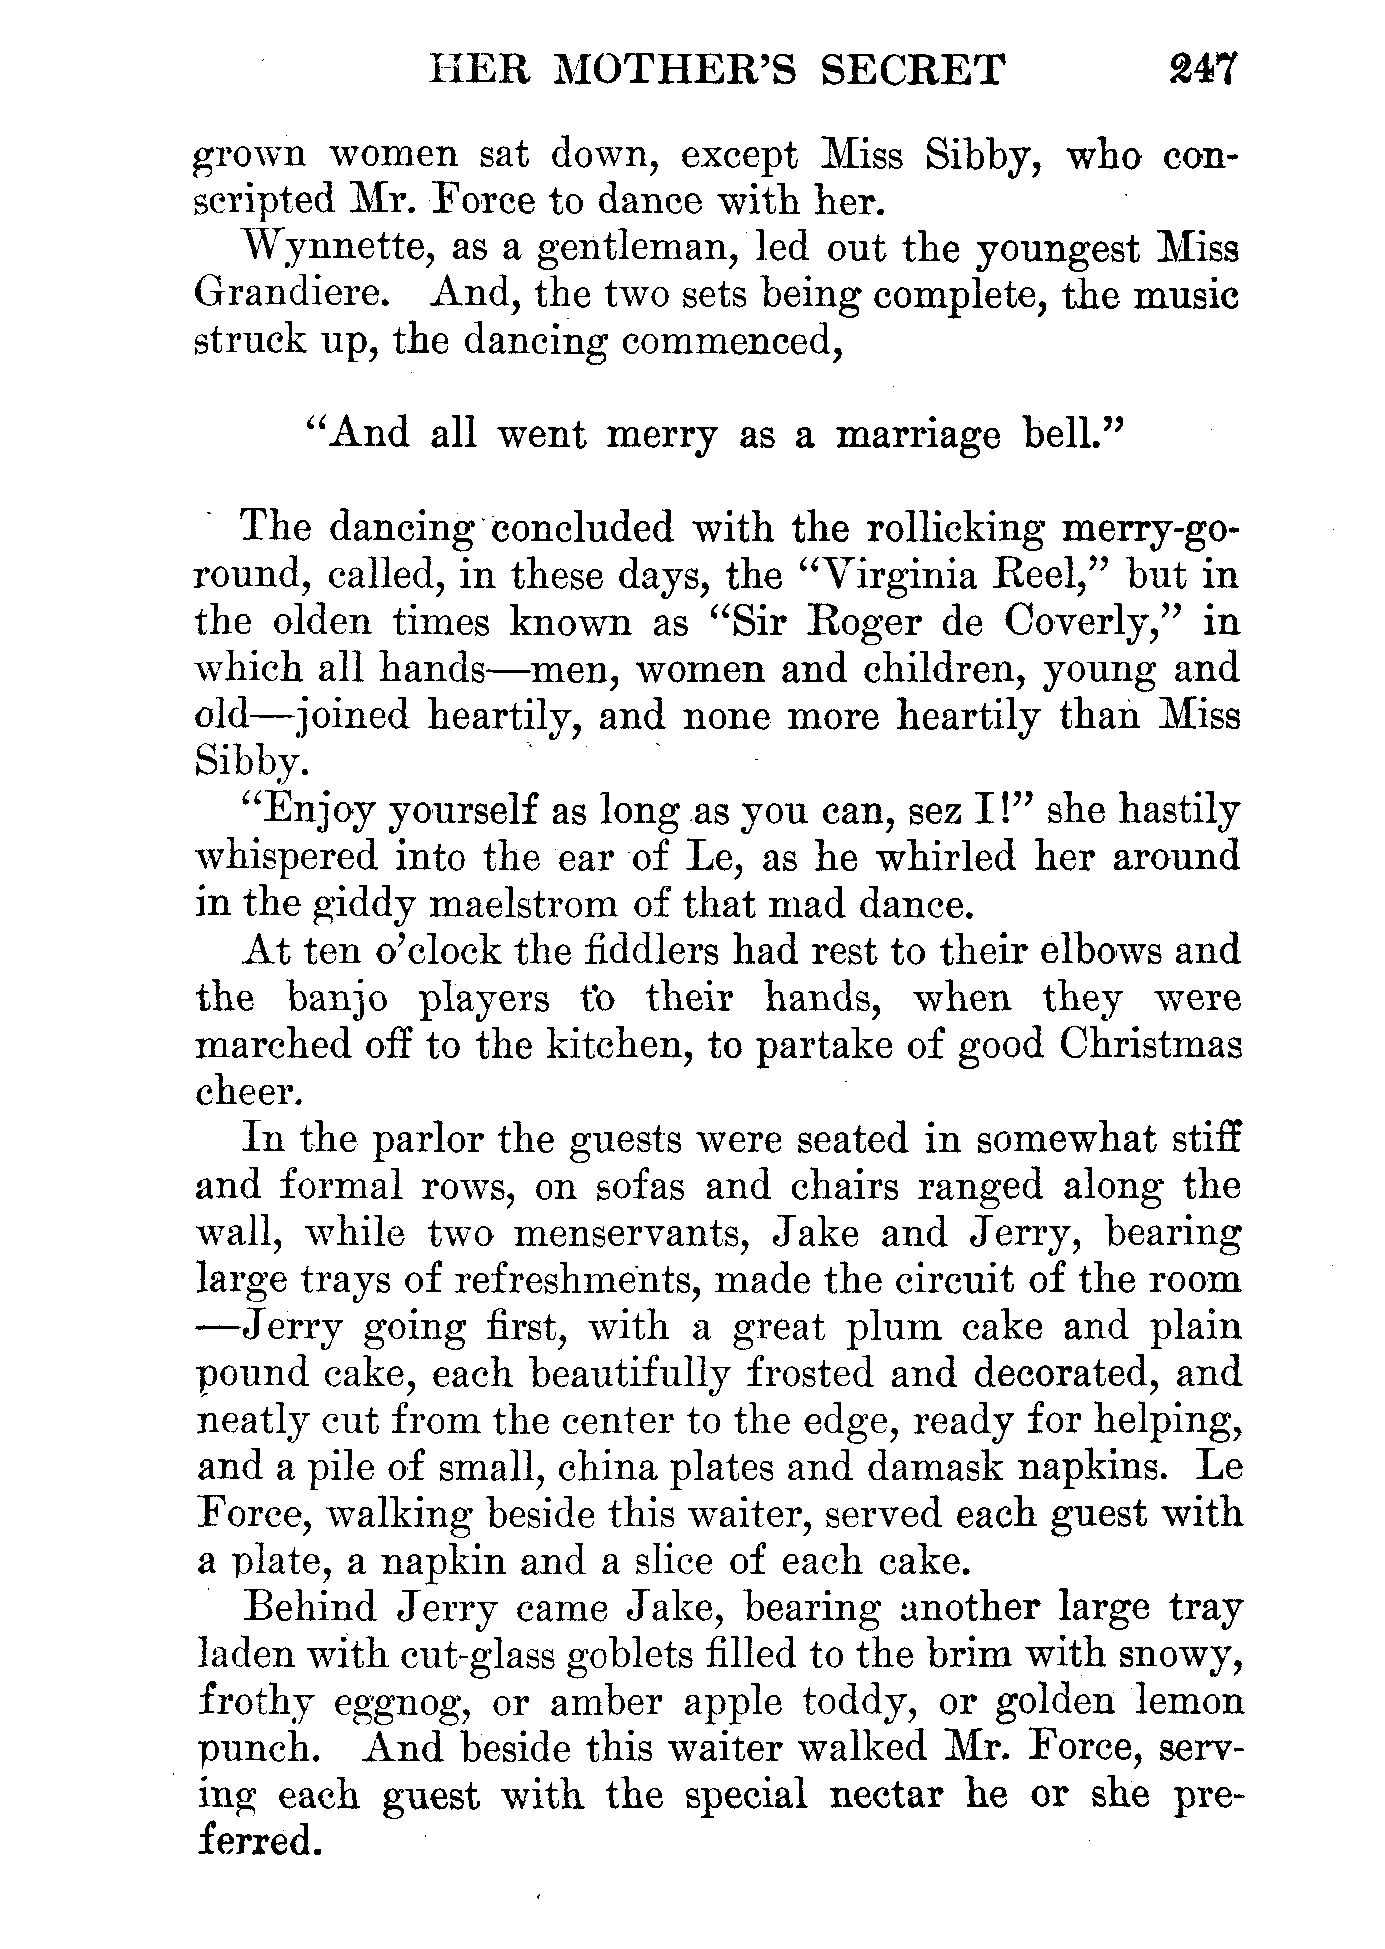 HER MOTHER'S SECRET 247
grown women sat down, except Miss Sibby, who con-
scripted Mr. Force to dance with her.
Wynnette, as a gentleman, led out the youngest Miss
Grandiere. And, the two sets being complete, the music
struck up, the dancing commenced,
"And all went merry as a marriage bell."
The dancing concluded with the rollicking merry-go-
round, called, in these days, the "Virginia Reel," but in
the olden times known as "Sir Roger de Coverly," in
which all hands—men, women and children, young and
old—joined heartily, and none more heartily than Miss
Sibby.
"Enjoy yourself as long as you can, sez I!" she hastily
whispered into the ear of Le, as he whirled her around
in the giddy maelstrom of that mad dance.
At ten o'clock the fiddlers had rest to their elbows and
the banjo players to their hands, when they were
marched off to the kitchen, to partake of good Christmas
cheer.
In the parlor the guests were seated in somewhat stiff
and formal rows, on sofas and chairs ranged along the
wall, while two menservants, Jake and Jerry, bearing
large trays of refreshments, made the circuit of the room
—Jerry going first, with a great plum cake and plain
pound cake, each beautifully frosted and decorated, and
neatly cut from the center to the edge, ready for helping,
and a pile of small, china plates and damask napkins. Le
Force, walking beside this waiter, served each guest with
a plate, a napkin and a slice of each cake.
Behind Jerry came Jake, bearing another large tray
laden with cut-glass goblets filled to the brim with snowy,
frothy eggnog, or amber apple toddy, or golden lemon
punch. And beside this waiter walked Mr. Force, serv-
ing each guest with the special nectar he or she pre-
ferred.